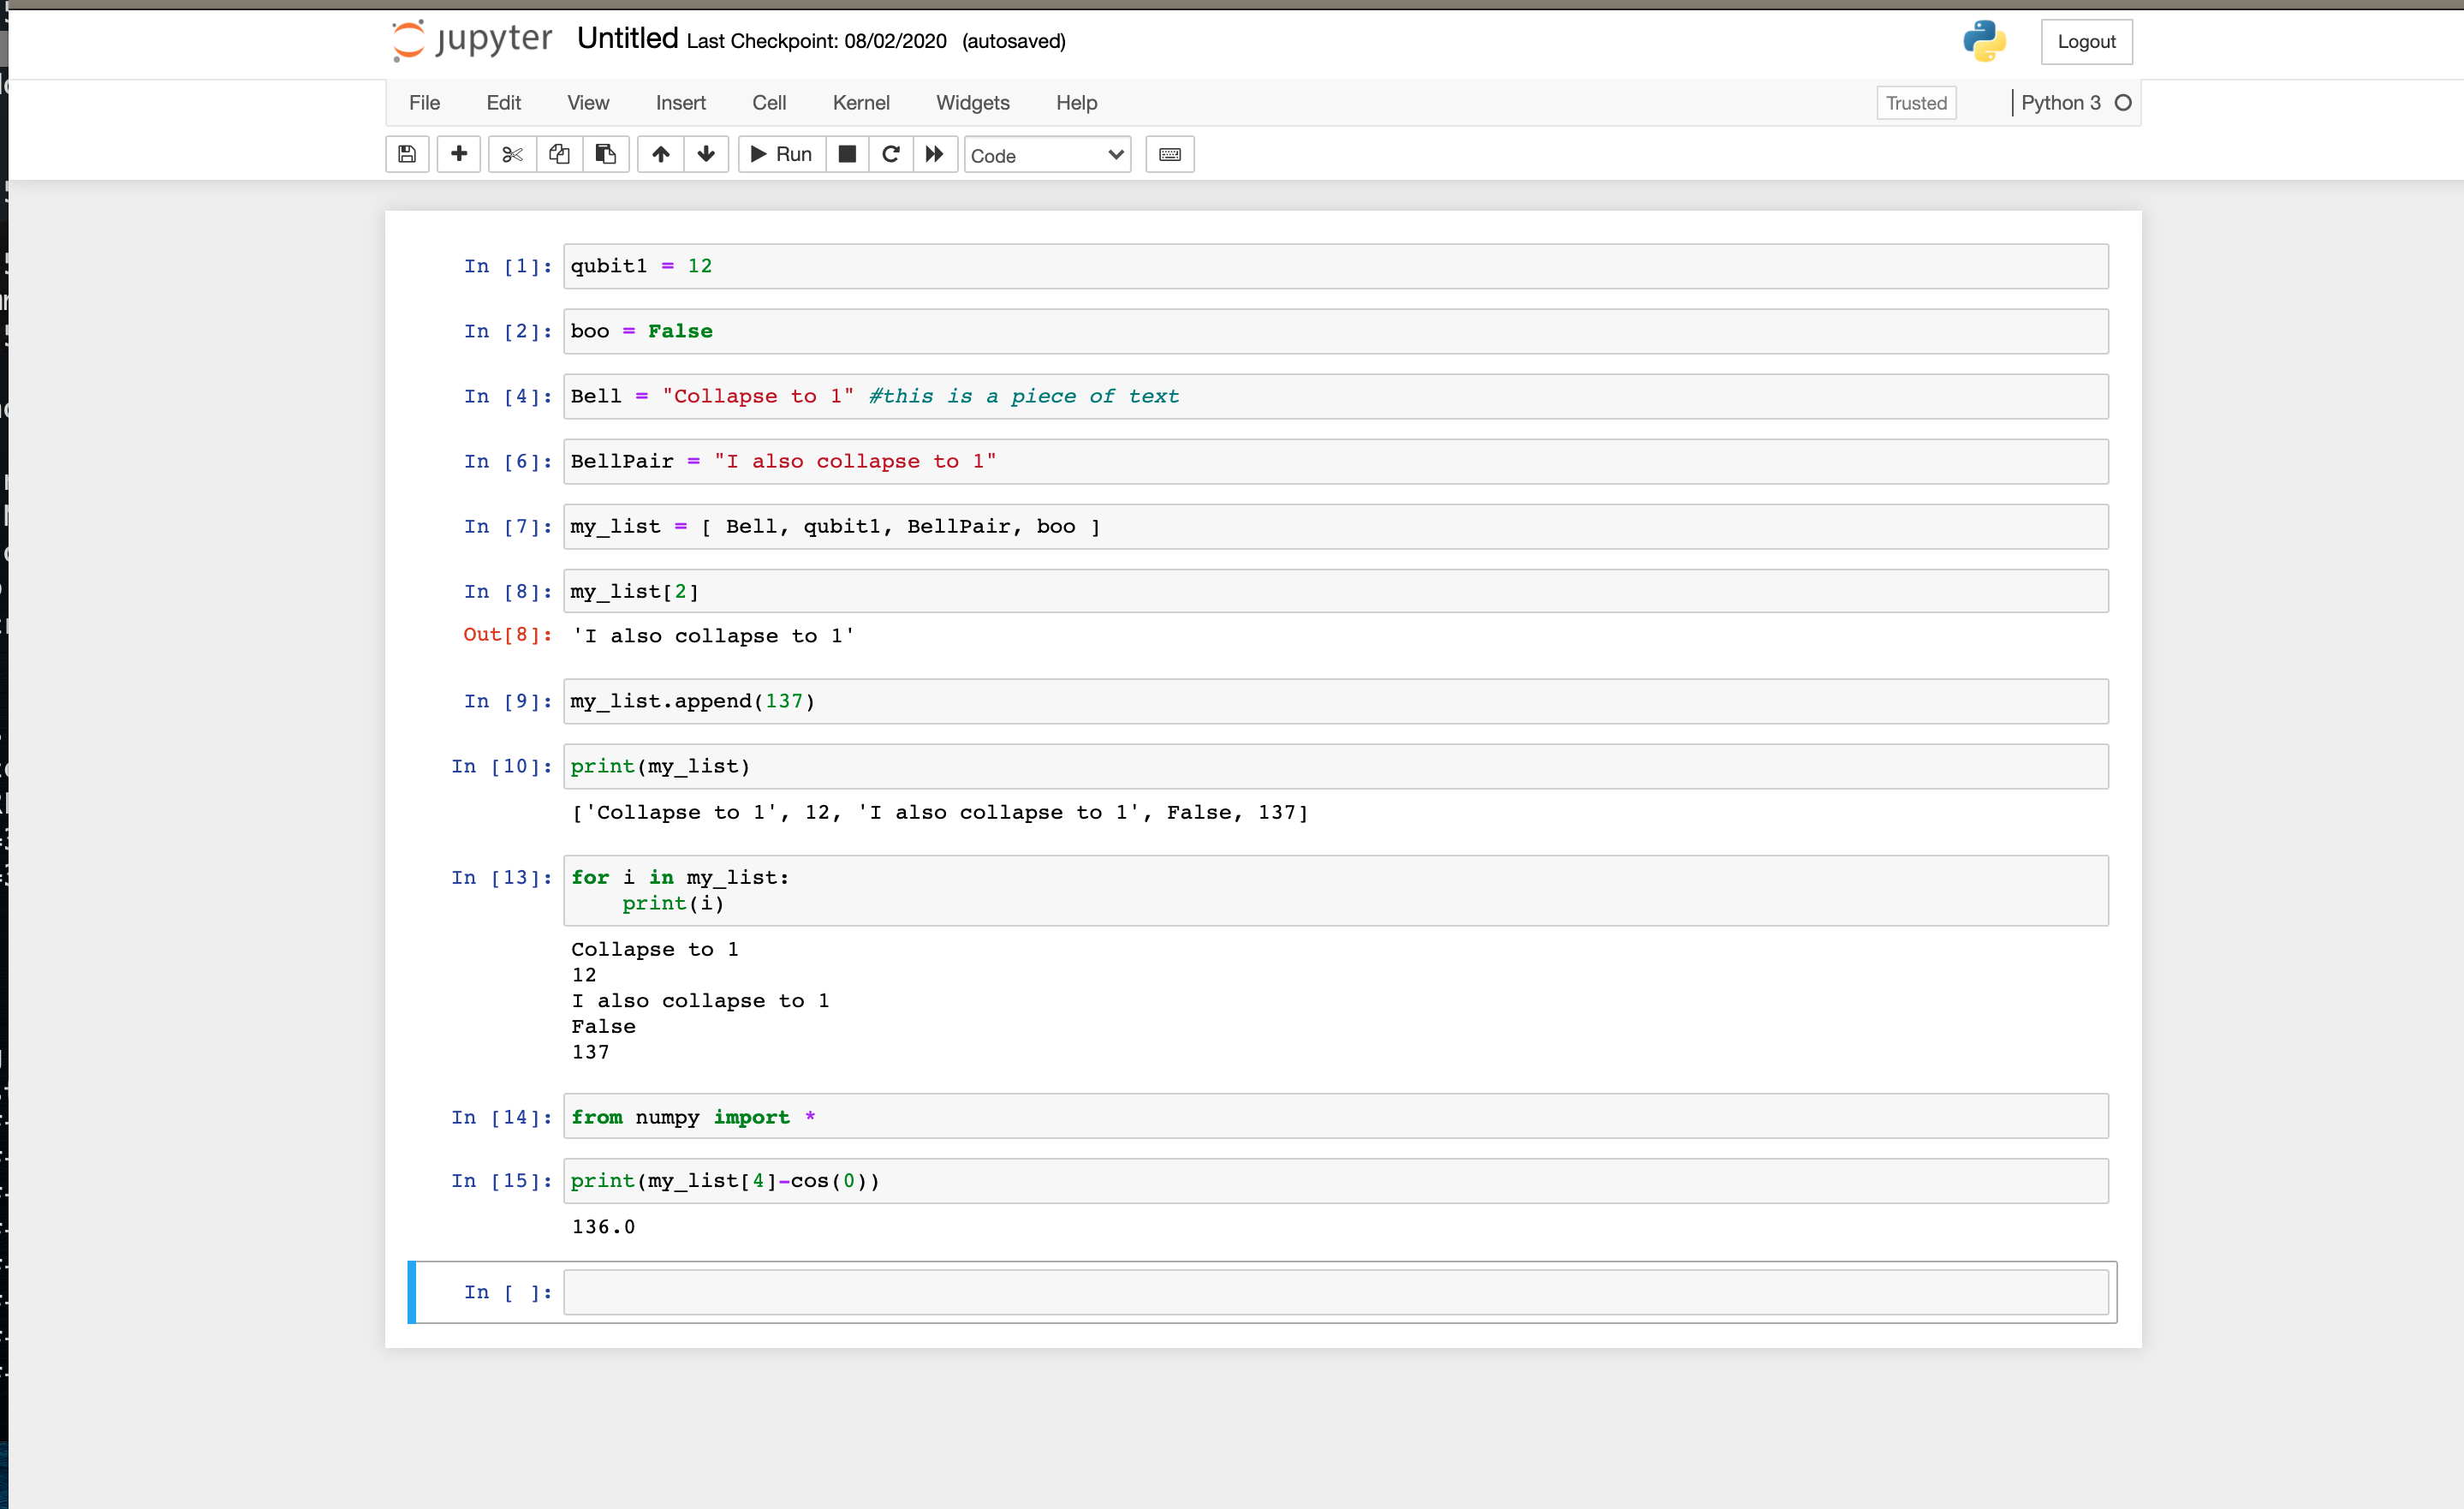 jupyter Untitled Last Checkpoint: 08/02/2020 (autosaved) Logout
File Edit View Insert Cell Kernel Widgets Help Trusted Python 3
Run Code
In [1]: qubit1 = 12
In [2]: boo = False
In [4]: Bell = "Collapse to 1" #this is a piece of text
In [6]: BellPair = "I also collapse to 1"
In [7]: my_list = [ Bell, qubit1, BellPair, boo ]
In [8]: my_list[2]
Out[8]: 'I also collapse to 1'
In [9]: my_list.append(137)
In [10]: print(my_list)
['Collapse to 1', 12, 'I also collapse to 1', False, 137]
In [13]: for i in my_list:
print(i)
Collapse to 1
12
I also collapse to 1
False
137
In [14]: from numpy import *
In [15]: print(my_list[4]-cos(0))
136.0
In [ ]: